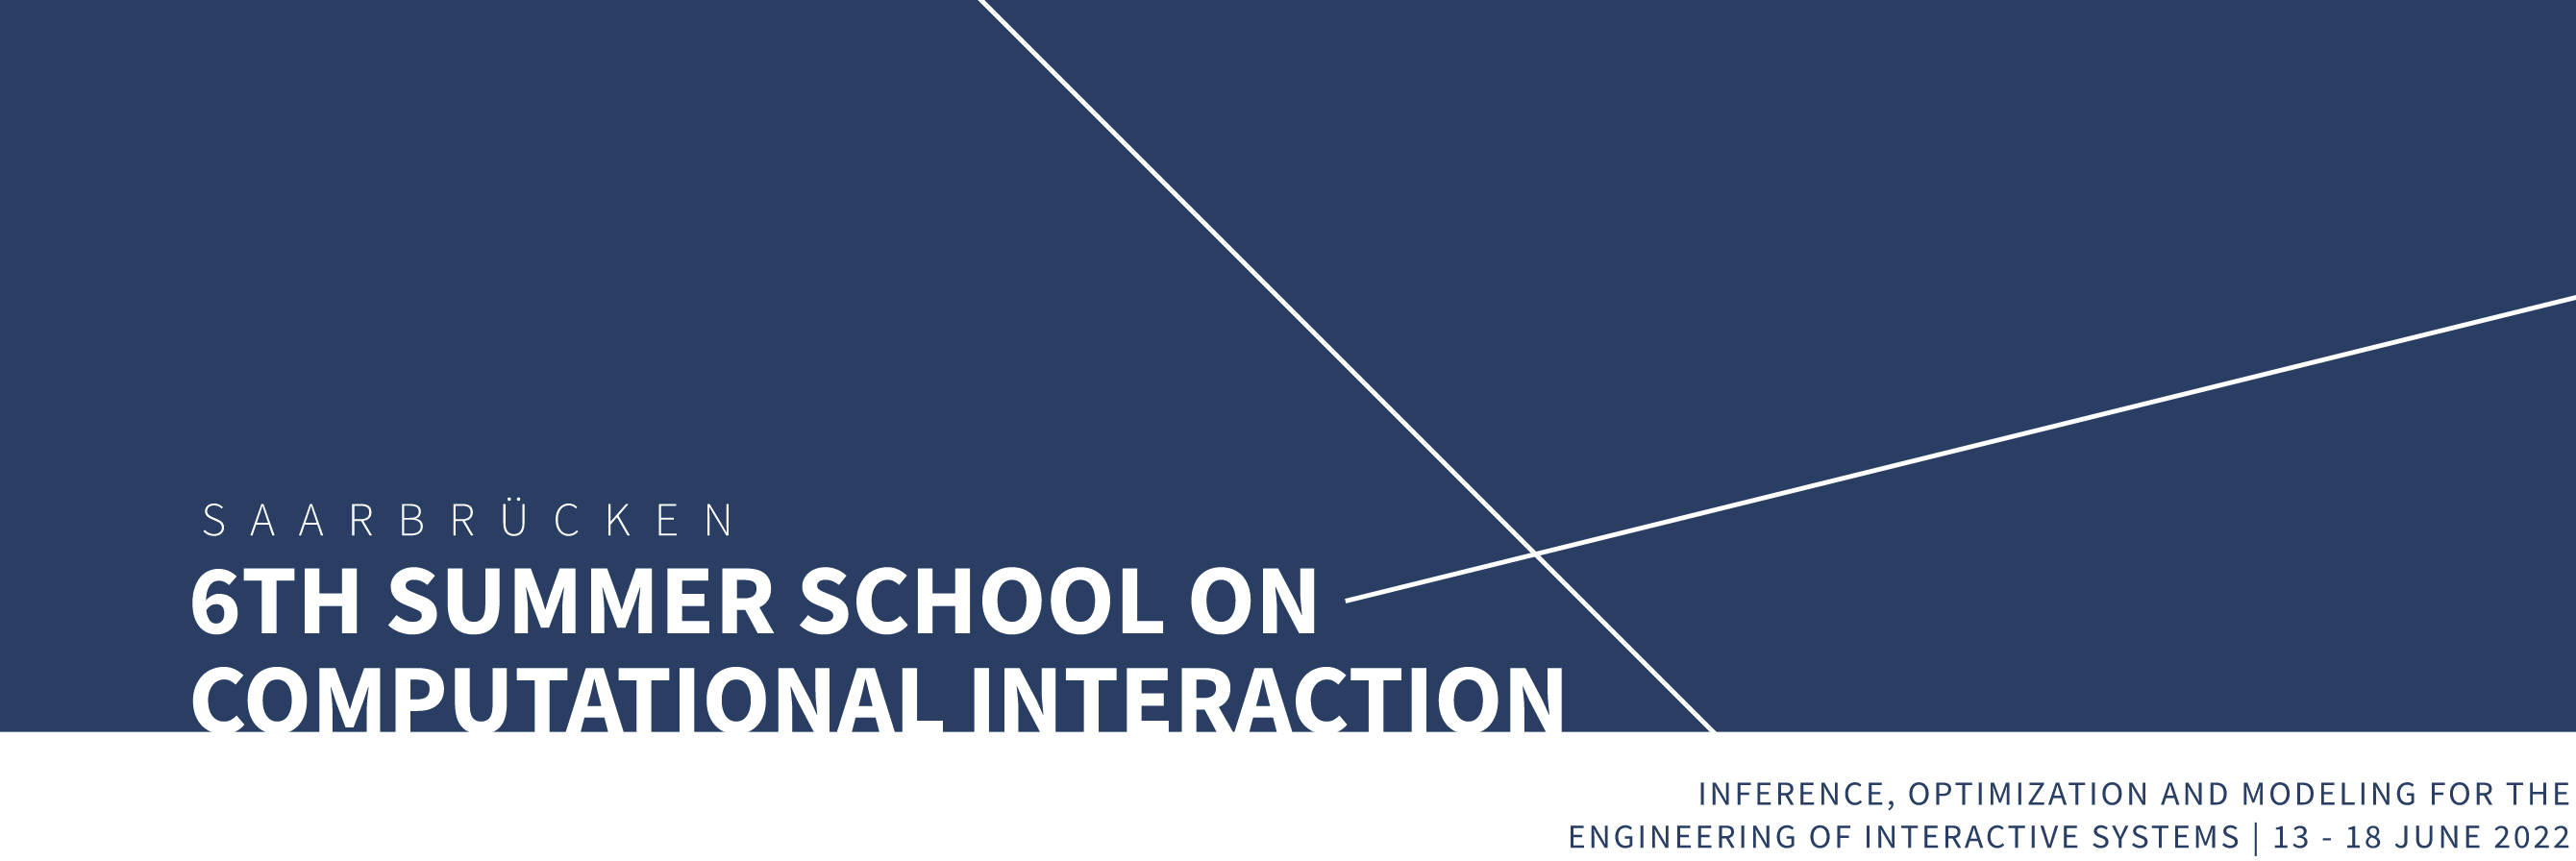 SAARBRÜCKEN
6TH SUMMER SCHOOL ON
COMPUTATIONAL INTERACTION
INFERENCE, OPTIMIZATION AND MODELING FOR THE
ENGINEERING OF INTERACTIVE SYSTEMS | 13 - 18 JUNE 2022